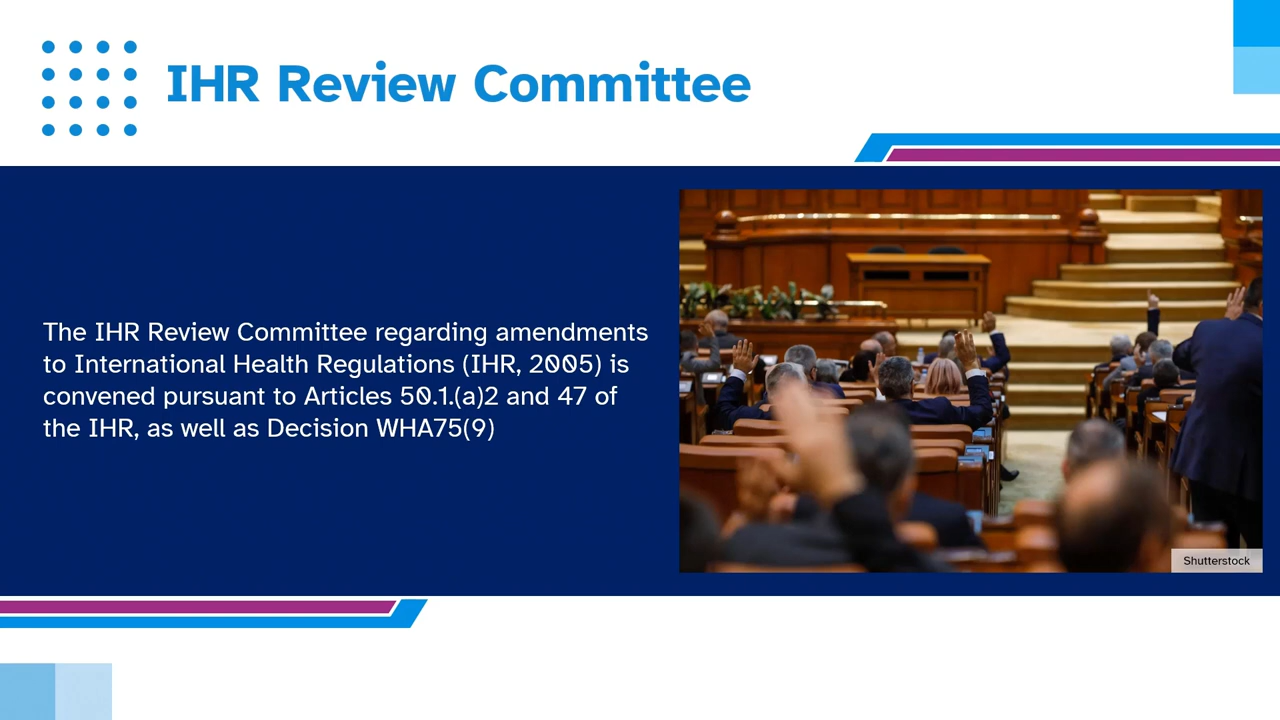 IHR Review Committee
The IHR Review Committee regarding amendments
to International Health Regulations (IHR, 2005) is
convened pursuant to Articles 50.1.(a)2 and 47 of
the IHR, as well as Decision WHA75(9)
Shutterstock